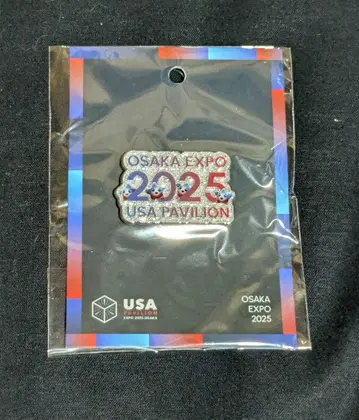 OSAKA EXPO
2025
USA PAVILION
USA
PAVILION
EXPO 2025 OSAKA
OSAKA
EXPO
2025